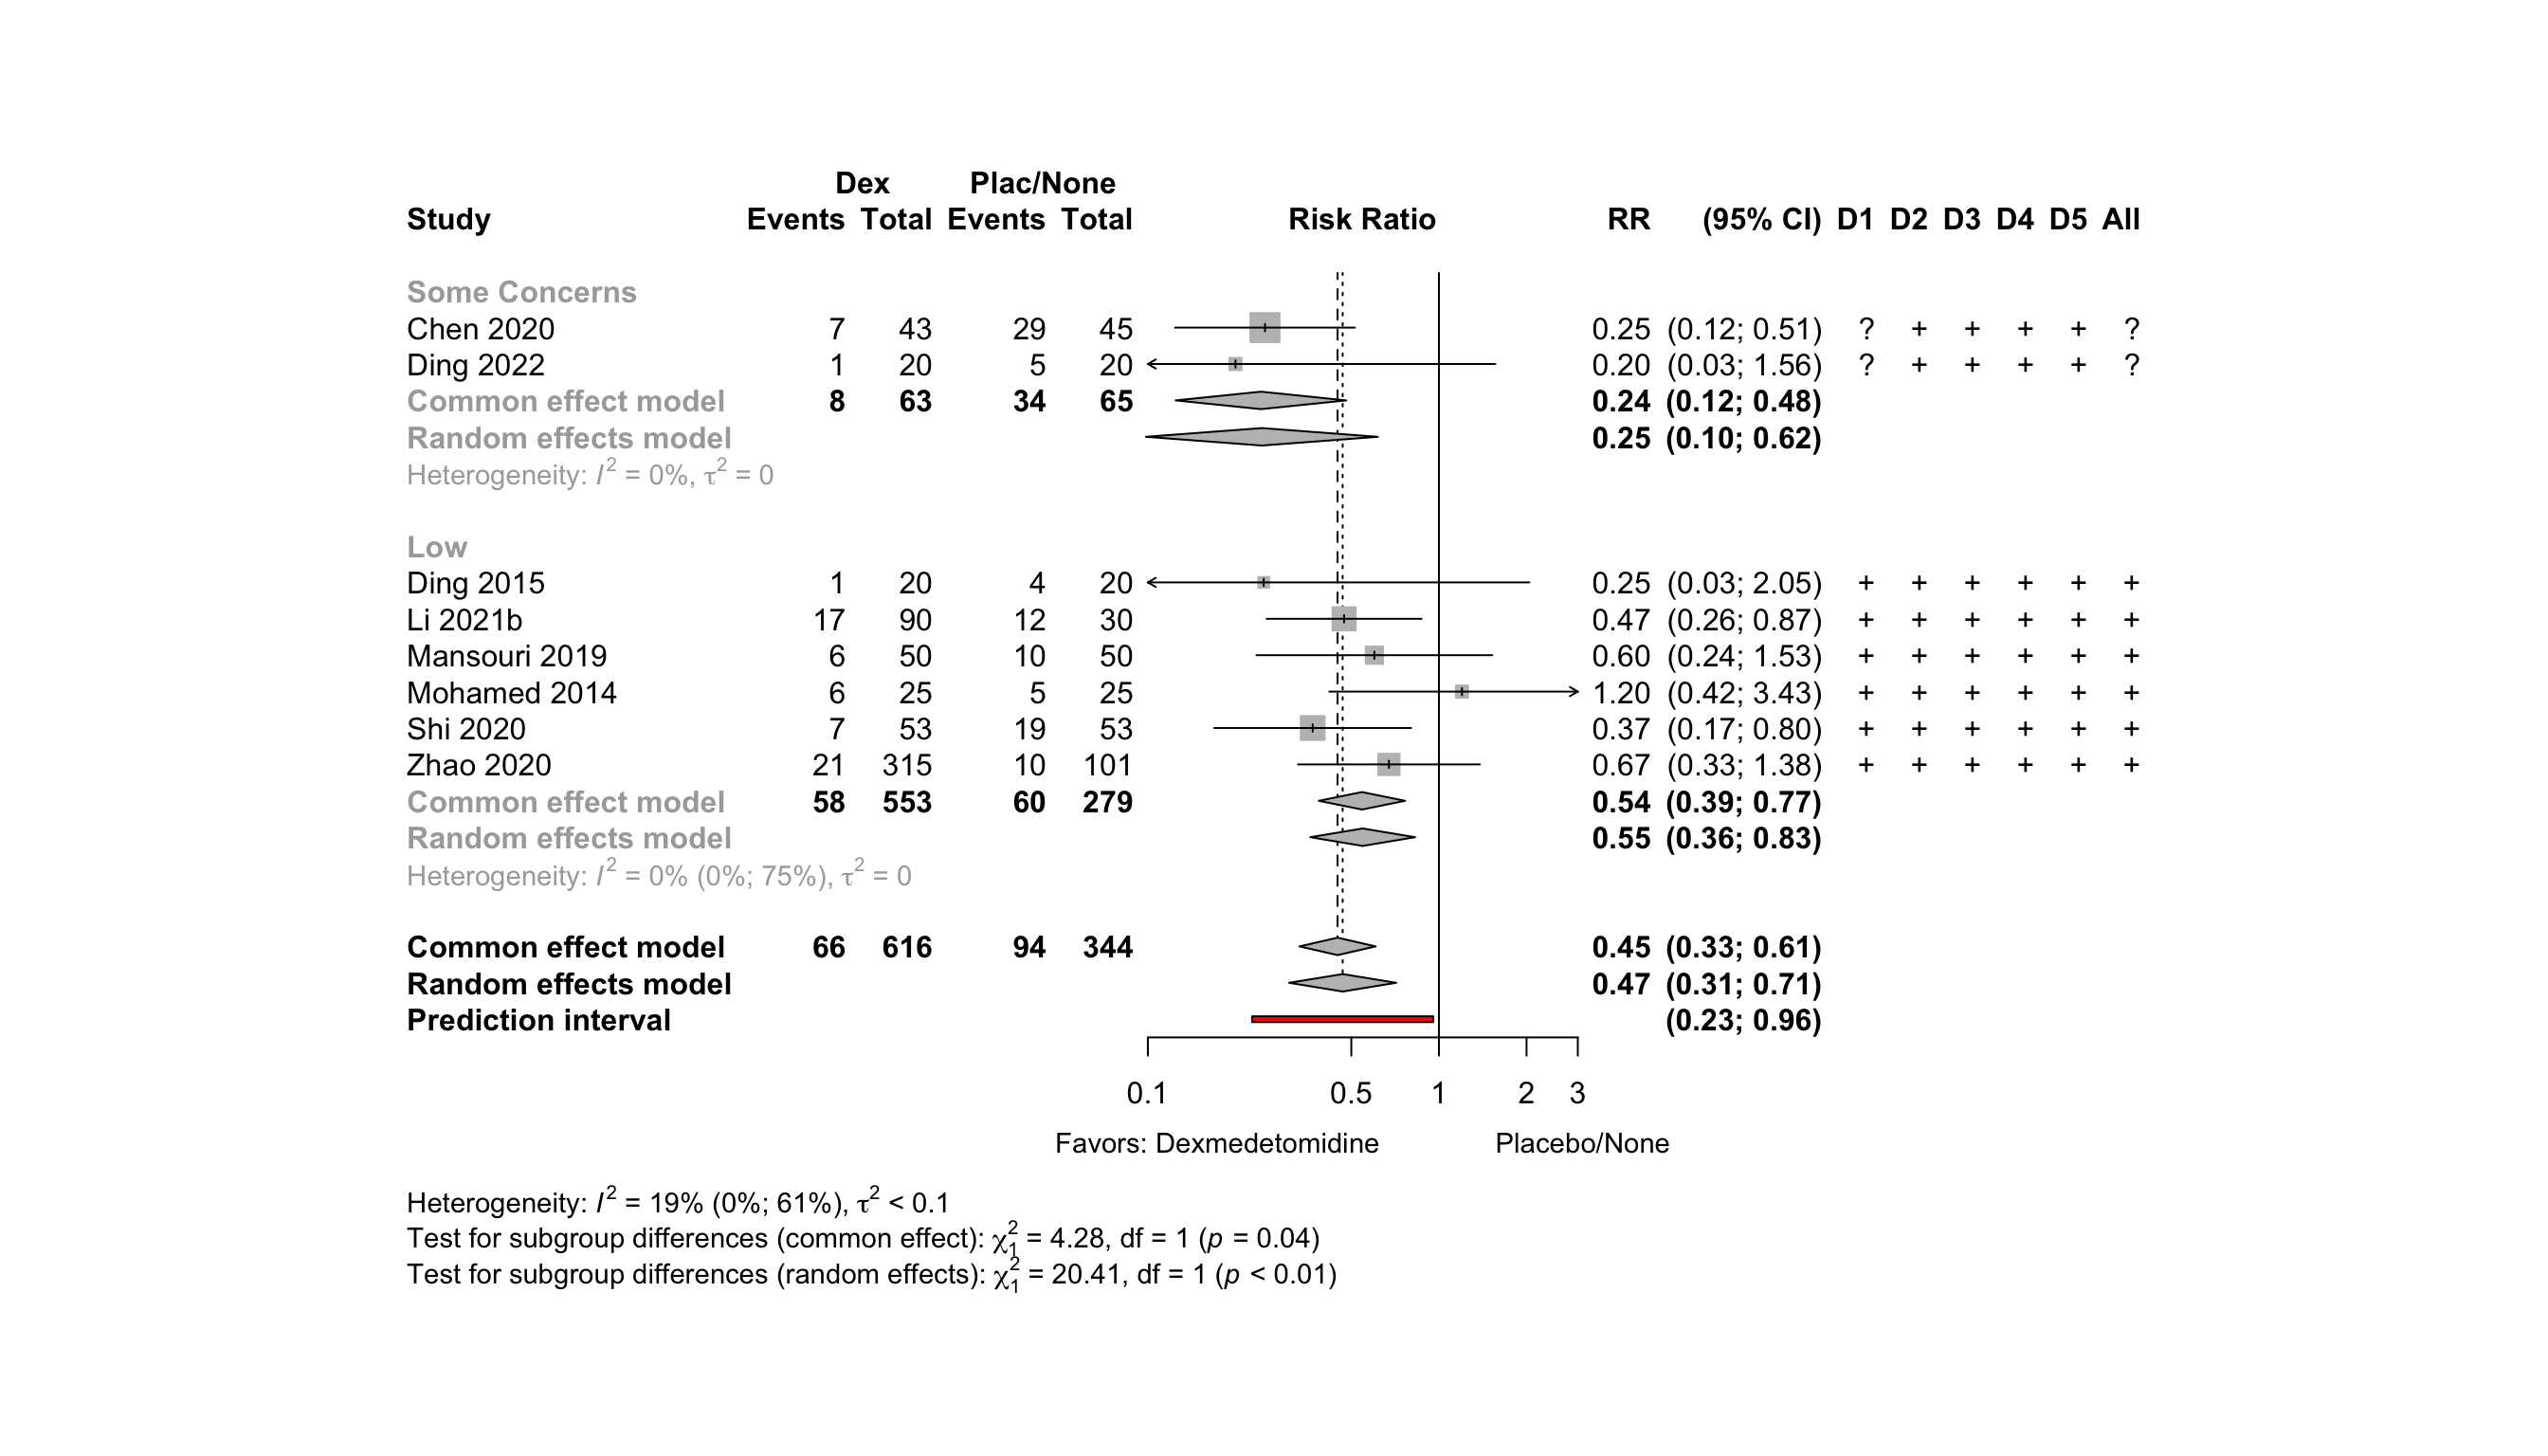 Dex Plac/None
Study Events Total Events Total Risk Ratio RR (95% CI) D1 D2 D3 D4 D5 All
Some Concerns
Chen 2020 7 43 29 45 0.25 (0.12; 0.51) ? + + + + ?
Ding 2022 1 20 5 20 0.20 (0.03; 1.56) ? + + + + ?
Common effect model 8 63 34 65 0.24 (0.12; 0.48)
Random effects model 0.25 (0.10; 0.62)
Heterogeneity: I² = 0%, τ² = 0
Low
Ding 2015 1 20 4 20 0.25 (0.03; 2.05) + + + + + +
Li 2021b 17 90 12 30 0.47 (0.26; 0.87) + + + + + +
Mansouri 2019 6 50 10 50 0.60 (0.24; 1.53) + + + + + +
Mohamed 2014 6 25 5 25 1.20 (0.42; 3.43) + + + + + +
Shi 2020 7 53 19 53 0.37 (0.17; 0.80) + + + + + +
Zhao 2020 21 315 10 101 0.67 (0.33; 1.38) + + + + + +
Common effect model 58 553 60 279 0.54 (0.39; 0.77)
Random effects model 0.55 (0.36; 0.83)
Heterogeneity: I² = 0% (0%; 75%), τ² = 0
Common effect model 66 616 94 344 0.45 (0.33; 0.61)
Random effects model 0.47 (0.31; 0.71)
Prediction interval (0.23; 0.96)
0.1 0.5 1 2 3
Favors: Dexmedetomidine Placebo/None
Heterogeneity: I² = 19% (0%; 61%), τ² < 0.1
Test for subgroup differences (common effect): χ²₁ = 4.28, df = 1 (p = 0.04)
Test for subgroup differences (random effects): χ²₁ = 20.41, df = 1 (p < 0.01)